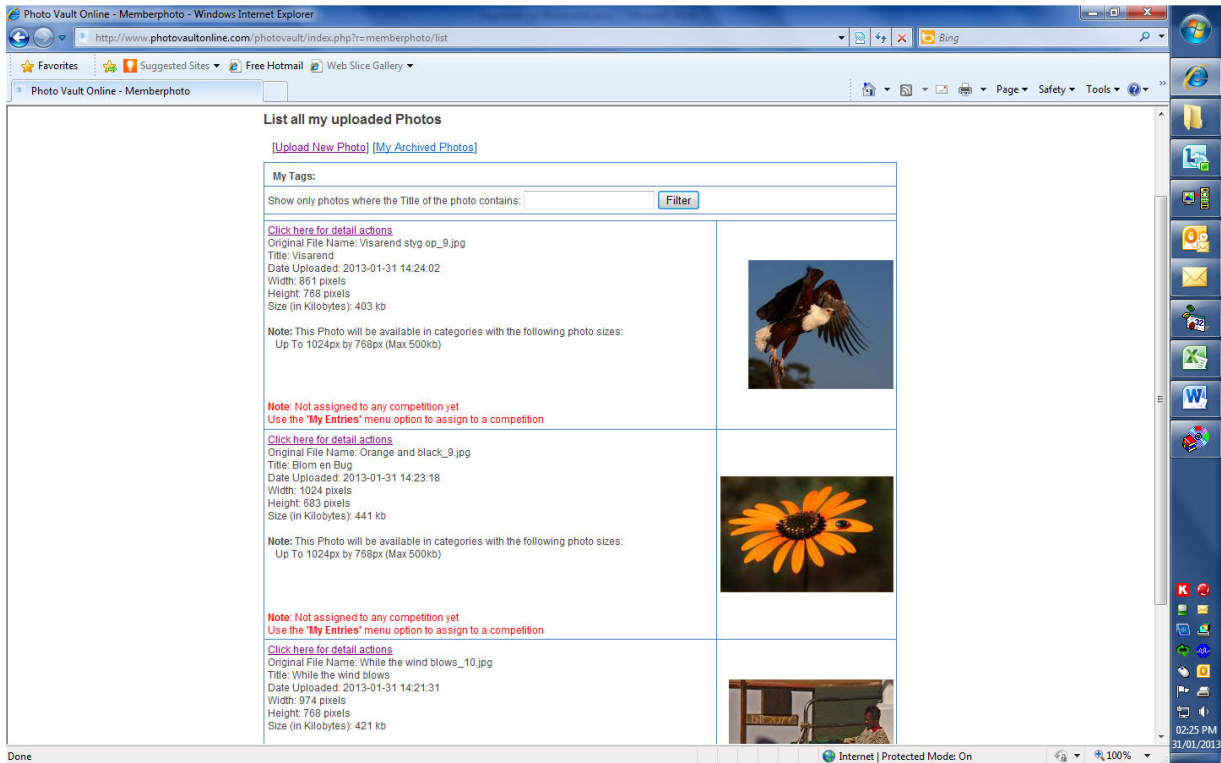 Photo Vault Online - Memberphoto - Windows Internet Explorer
http://www.photovaultonline.com/photovault/index.php?r=memberphoto/list
Bing
Favorites
Suggested Sites
Free Hotmail
Web Slice Gallery
Photo Vault Online - Memberphoto
Page
Safety
Tools
List all my uploaded Photos
[Upload New Photo] [My Archived Photos]
My Tags:
Show only photos where the Title of the photo contains:
Filter
Click here for detail actions
Original File Name: Visarend styg op_9.jpg
Title: Visarend
Date Uploaded: 2013-01-31 14:24:02
Width: 861 pixels
Height: 768 pixels
Size (in Kilobytes): 403 kb
Note: This Photo will be available in categories with the following photo sizes:
Up To 1024px by 768px (Max 500kb)
Note: Not assigned to any competition yet
Use the 'My Entries' menu option to assign to a competition
Click here for detail actions
Original File Name: Orange and black_9.jpg
Title: Blom en Bug
Date Uploaded: 2013-01-31 14:23:18
Width: 1024 pixels
Height: 683 pixels
Size (in Kilobytes): 441 kb
Note: This Photo will be available in categories with the following photo sizes:
Up To 1024px by 768px (Max 500kb)
Note: Not assigned to any competition yet
Use the 'My Entries' menu option to assign to a competition
Click here for detail actions
Original File Name: While the wind blows_10.jpg
Title: While the wind blows
Date Uploaded: 2013-01-31 14:21:31
Width: 974 pixels
Height: 768 pixels
Size (in Kilobytes): 421 kb
Done
Internet | Protected Mode: On
100%
02:25 PM
31/01/2013